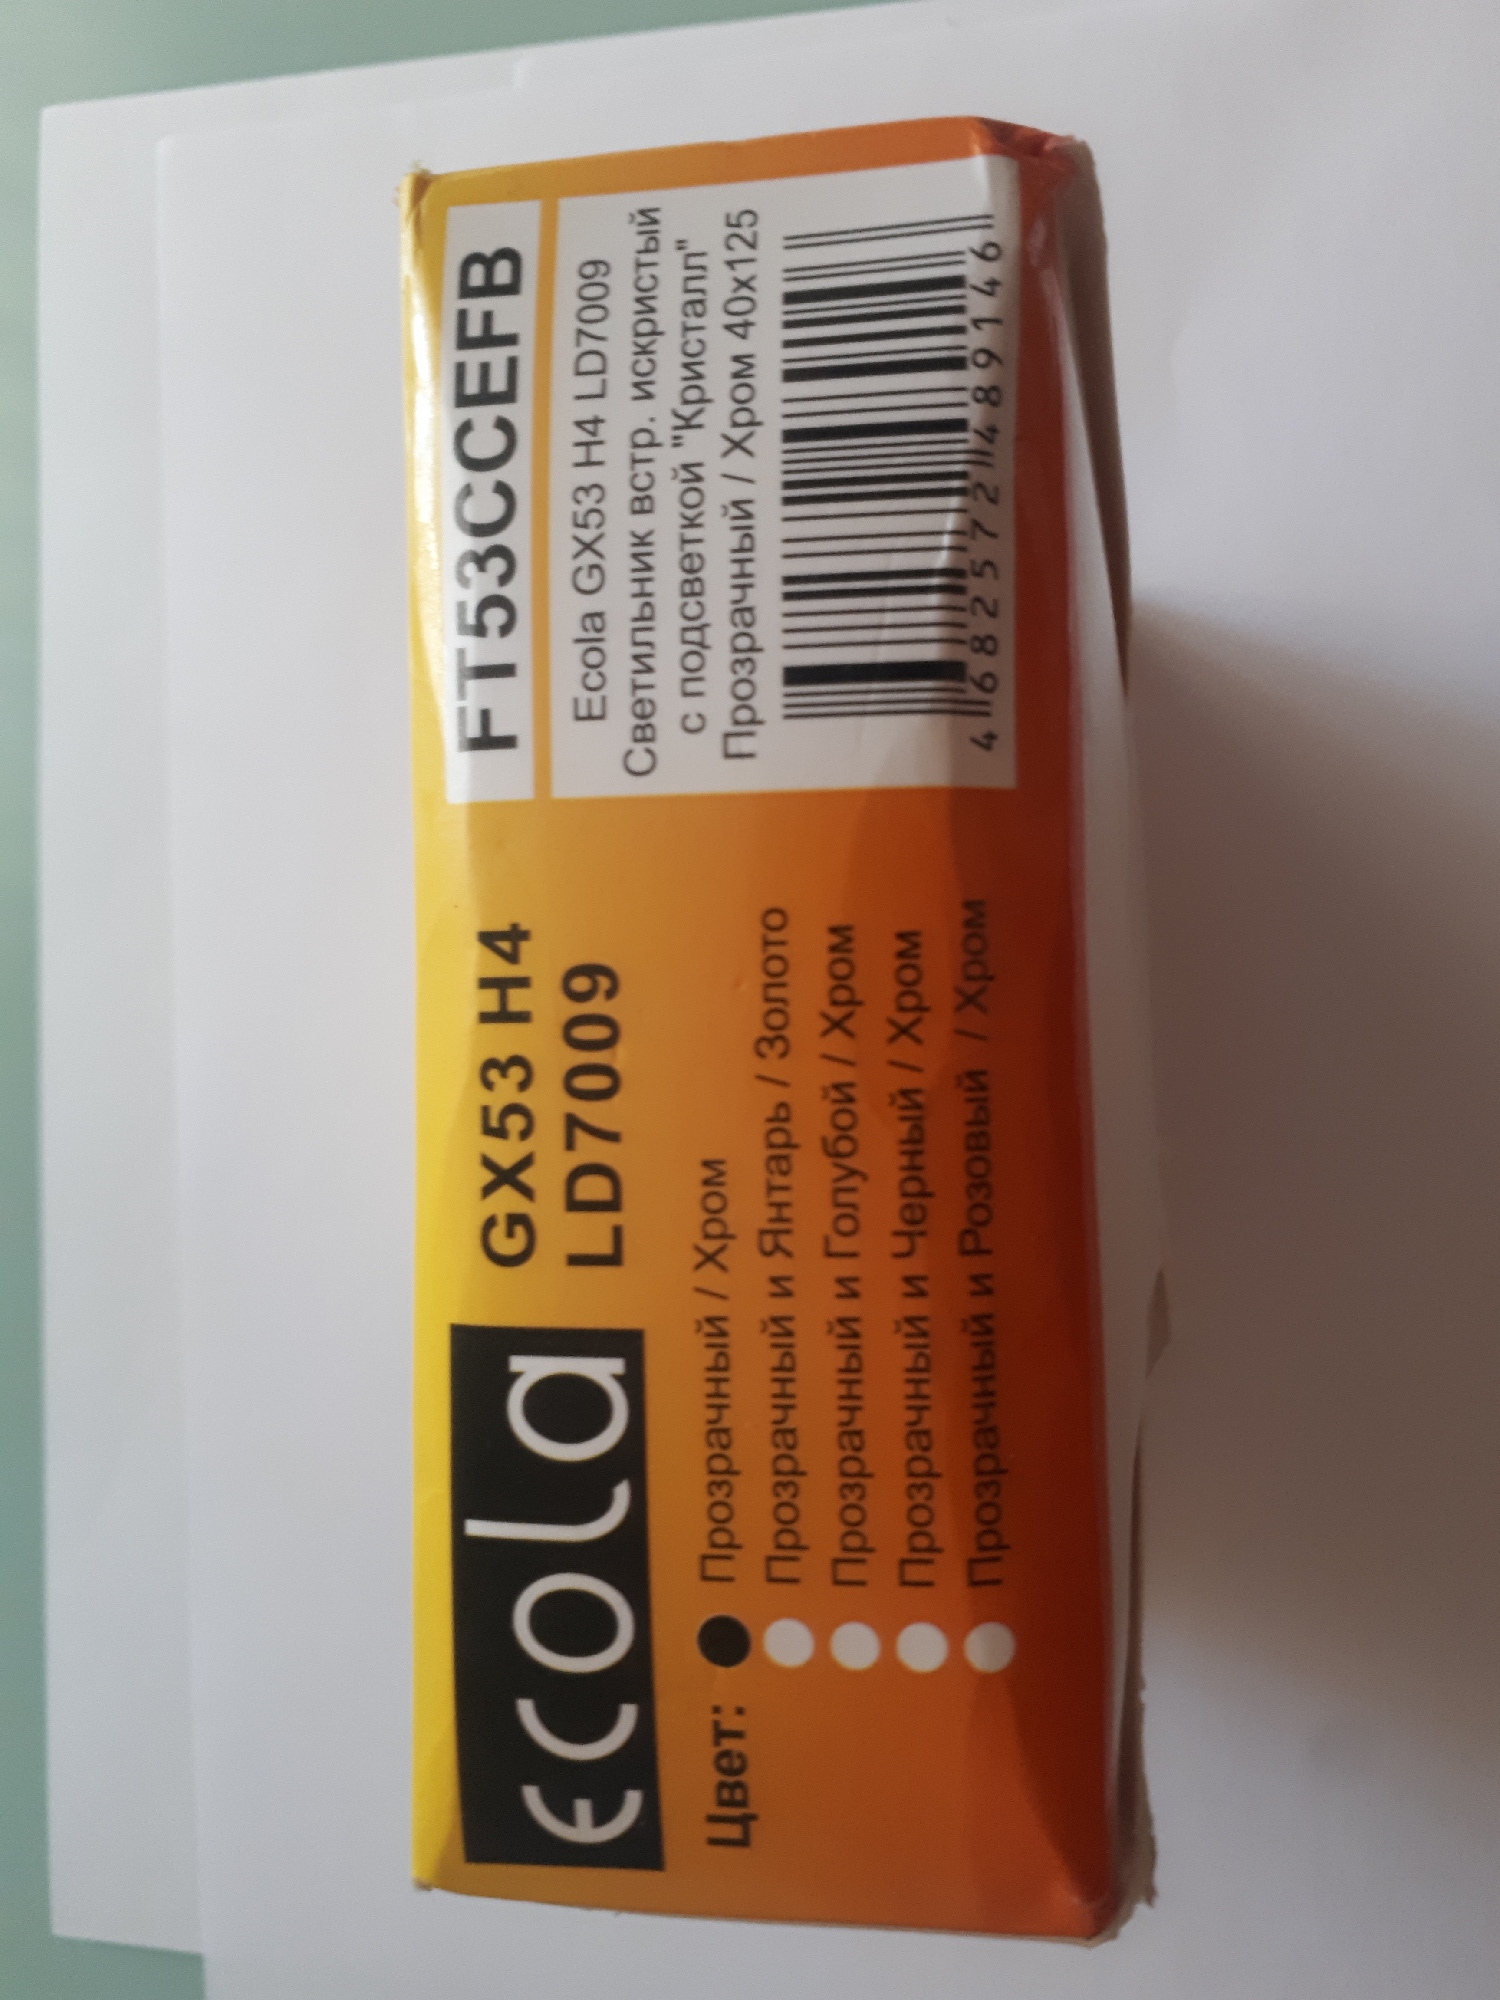 ecola
GX53 H4
LD7009
Цвет:
Прозрачный / Хром
Прозрачный и Янтарь / Золото
Прозрачный и Голубой / Хром
Прозрачный и Черный / Хром
Прозрачный и Розовый / Хром
FT53CCEFB
Ecola GX53 H4 LD7009
Светильник встр. искристый
с подсветкой "Кристалл"
Прозрачный / Хром 40x125
4 682572 489146